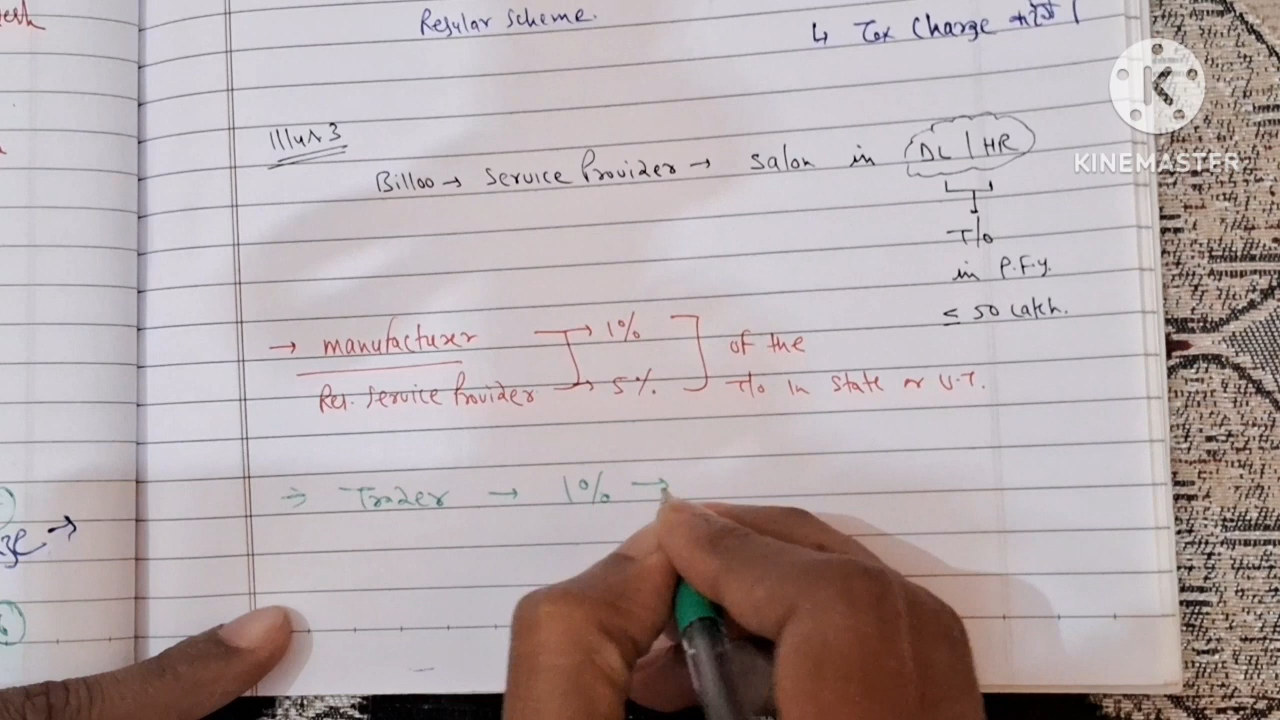 Regular Scheme.
↳ Tax Charge नहीं
Illus.3
Billoo → Service Provider → Salon in DL / HR
T/o
in P.F.Y.
≤ 50 Lakh.
→ manufacturer → 1%
of the
Res. Service Provider → 5%
T/o in State or U.T.
⇒ Trader → 1% →
K
KINEMASTER